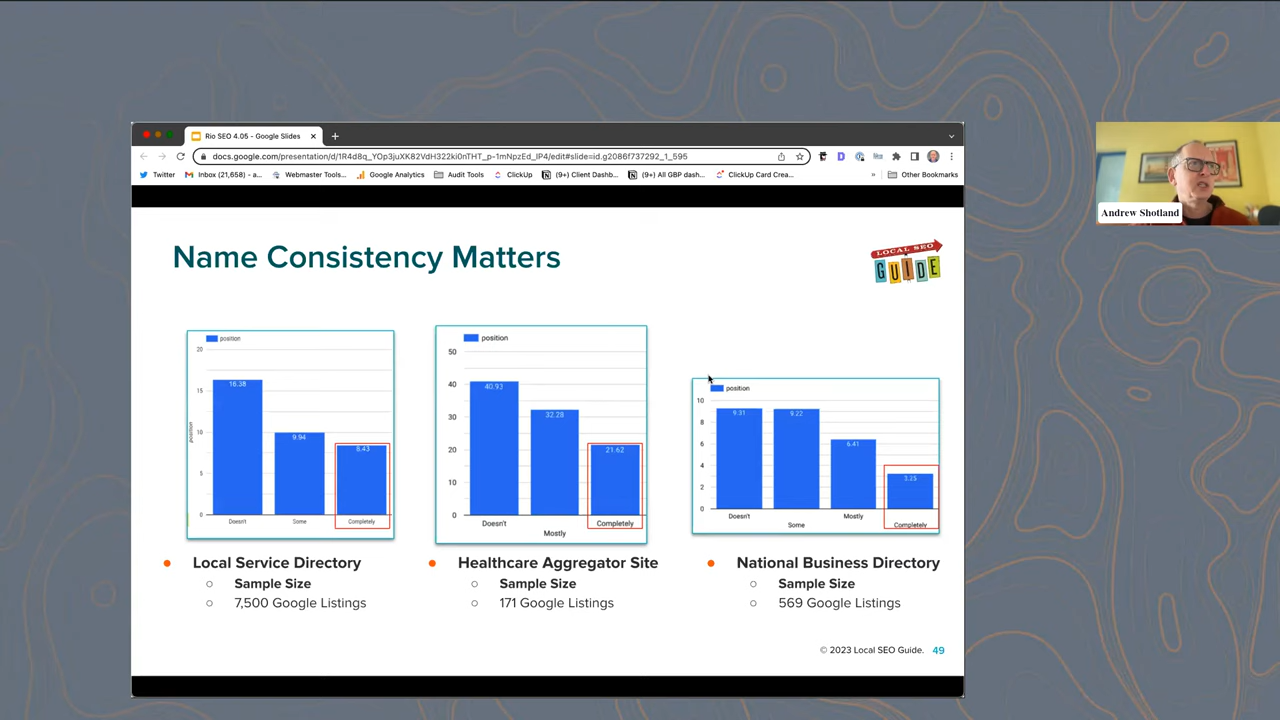 Rio SEO 4.05 - Google Slides
docs.google.com/presentation/d/1R4d8q_YOp3juXK82VdH322ki0nTHT_p-1mNpzEd_IP4/edit#slide=id.g2086f737292_1_595
Twitter Inbox (21,658) - a... Webmaster Tools... Google Analytics Audit Tools ClickUp (9+) Client Dashb... (9+) All GBP dash... ClickUp Card Crea... » Other Bookmarks
Andrew Shotland
Name Consistency Matters
LOCAL SEO
GUIDE
position
20
15
10
5
0
position
16.38
9.94
8.43
Doesn't Some Completely
position
50
40
30
20
10
0
40.93
32.28
21.62
Doesn't Mostly Completely
position
10
8
6
4
2
0
9.31
9.22
6.41
3.25
Doesn't Some Mostly Completely
Local Service Directory
Sample Size
7,500 Google Listings
Healthcare Aggregator Site
Sample Size
171 Google Listings
National Business Directory
Sample Size
569 Google Listings
© 2023 Local SEO Guide. 49